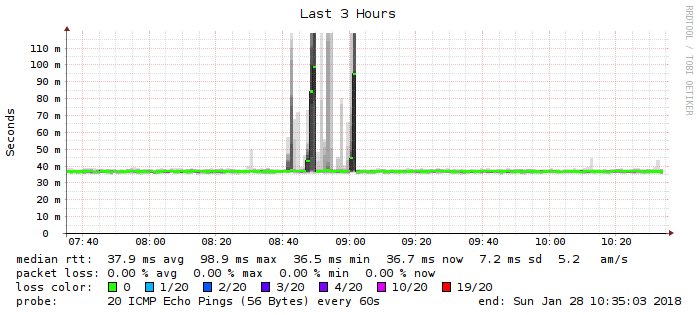 Last 3 Hours
RRDTOOL / TOBI OETIKER
Seconds
110 m
100 m
90 m
80 m
70 m
60 m
50 m
40 m
30 m
20 m
10 m
0
07:40 08:00 08:20 08:40 09:00 09:20 09:40 10:00 10:20
median rtt: 37.9 ms avg 98.9 ms max 36.5 ms min 36.7 ms now 7.2 ms sd 5.2 am/s
packet loss: 0.00 % avg 0.00 % max 0.00 % min 0.00 % now
loss color: 0 1/20 2/20 3/20 4/20 10/20 19/20
probe: 20 ICMP Echo Pings (56 Bytes) every 60s end: Sun Jan 28 10:35:03 2018